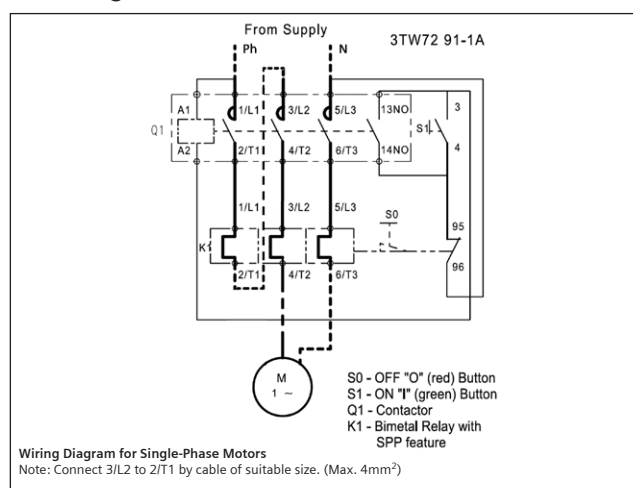 From Supply
3TW72 91-1A
Ph
N
A1
1/L1
3/L2
5/L3
13NO
3
Q1
S1
A2
2/T1
4/T2
6/T3
14NO
4
1/L1
3/L2
5/L3
S0
95
K1
2/T1
4/T2
6/T3
96
M
1 ~
S0 - OFF "O" (red) Button
S1 - ON "I" (green) Button
Q1 - Contactor
K1 - Bimetal Relay with
SPP feature
Wiring Diagram for Single-Phase Motors
Note: Connect 3/L2 to 2/T1 by cable of suitable size. (Max. 4mm²)